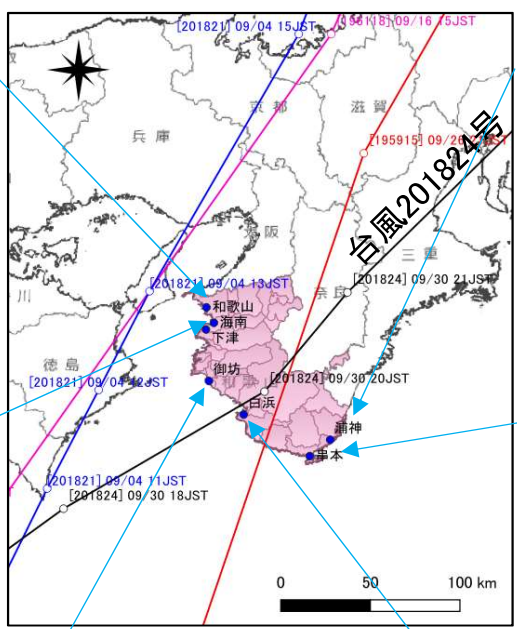 [201821] 09/04 15JST
[196118] 09/16 15JST
京都
滋賀
兵庫
[195915] 09/26 21JST
台風201824号
大阪
三重
[201821] 09/04 13JST
奈良
[201824] 09/30 21JST
川
和歌山
海南
下津
徳島
御坊
[201824] 09/30 20JST
[201821] 09/04 12JST
白浜
浦神
串本
[201821] 09/04 11JST
[201824] 09/30 18JST
0 50 100 km